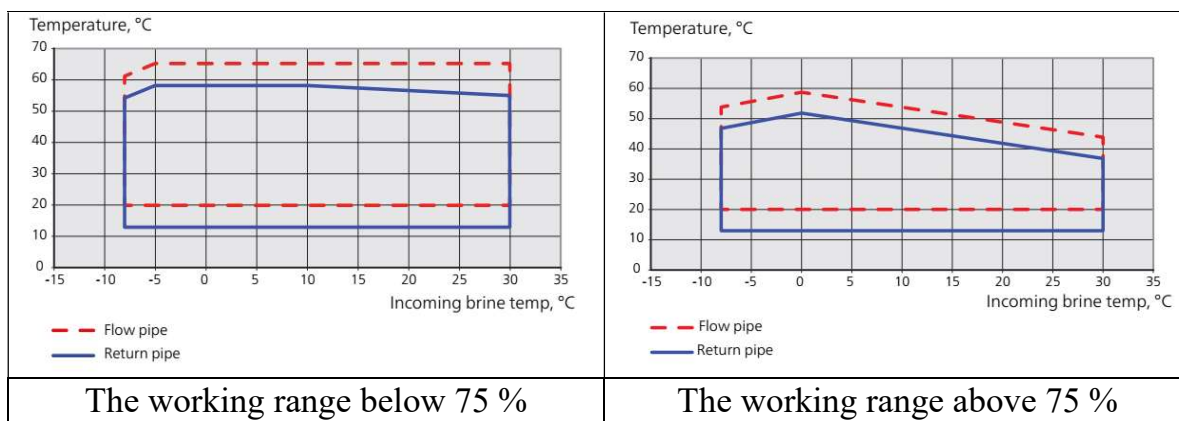 Temperature, °C
70
60
50
40
30
20
10
0
-15 -10 -5 0 5 10 15 20 25 30 35
Incoming brine temp, °C
Flow pipe
Return pipe
The working range below 75 %
Temperature, °C
70
60
50
40
30
20
10
0
-15 -10 -5 0 5 10 15 20 25 30 35
Incoming brine temp, °C
Flow pipe
Return pipe
The working range above 75 %